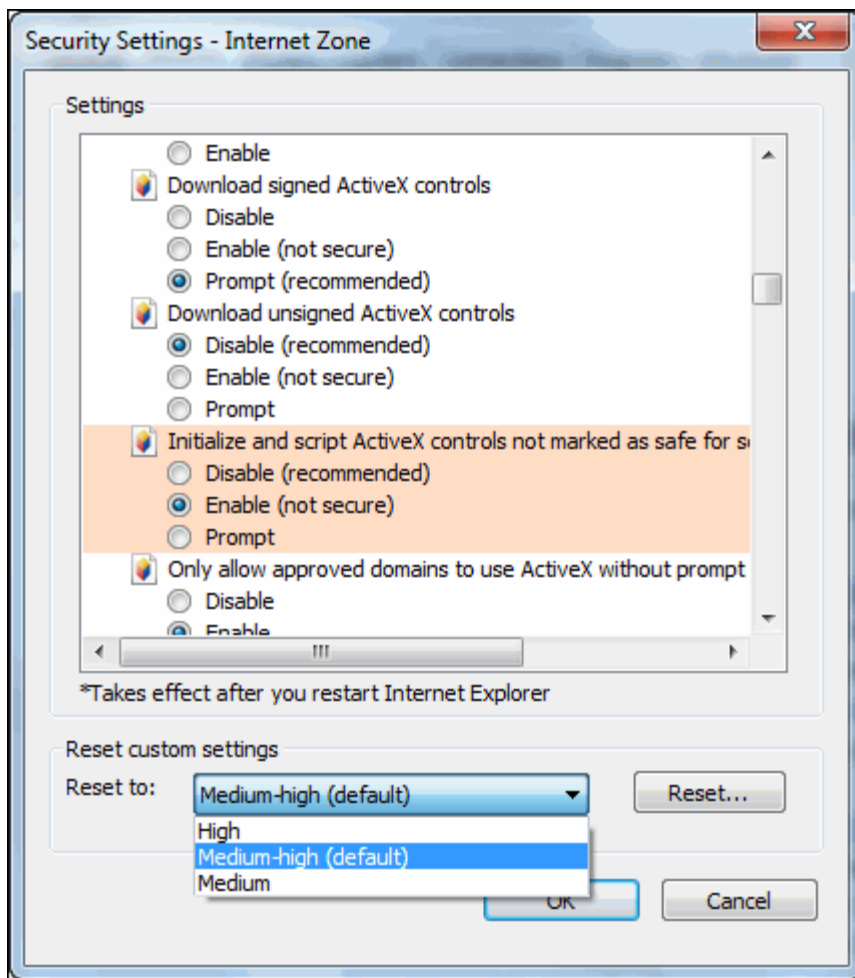 Security Settings - Internet Zone
Settings
Enable
Download signed ActiveX controls
Disable
Enable (not secure)
Prompt (recommended)
Download unsigned ActiveX controls
Disable (recommended)
Enable (not secure)
Prompt
Initialize and script ActiveX controls not marked as safe for
Disable (recommended)
Enable (not secure)
Prompt
Only allow approved domains to use ActiveX without prompt
Disable
Enable
*Takes effect after you restart Internet Explorer
Reset custom settings
Reset to:
Medium-high (default)
Reset...
High
Medium-high (default)
Medium
OK
Cancel